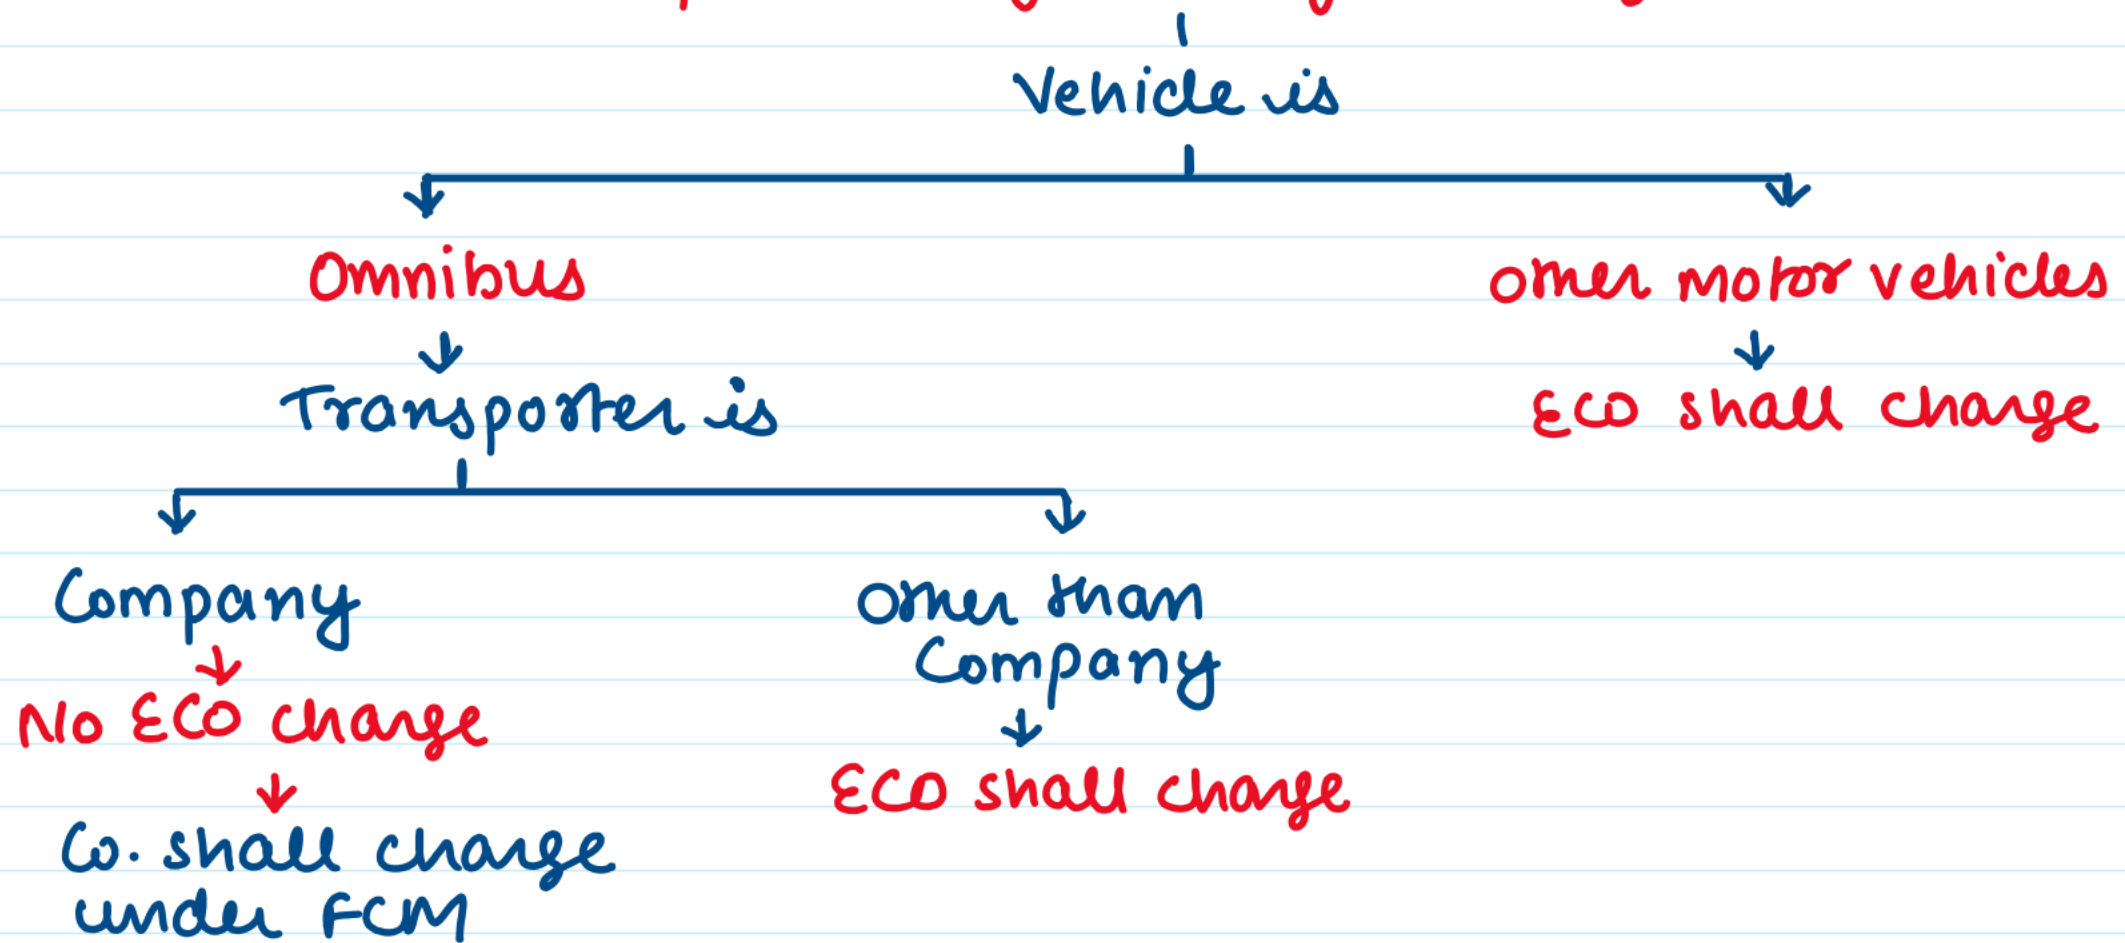 Vehicle is
Omnibus
Other Motor vehicles
Transporter is
ECO shall charge
Company
Other than
Company
No ECO charge
ECO shall charge
Co. shall charge
under FCM